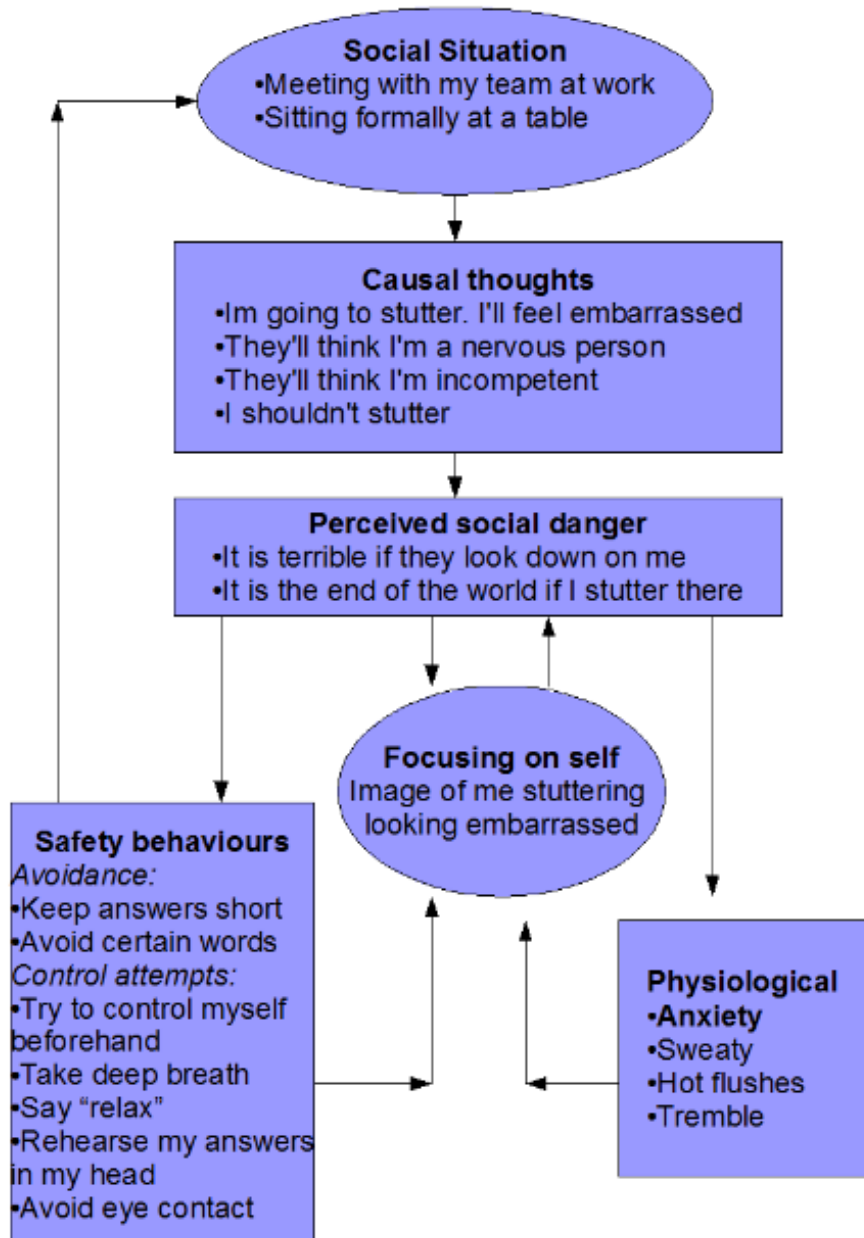 Social Situation
•Meeting with my team at work
•Sitting formally at a table
Causal thoughts
•Im going to stutter. I'll feel embarrassed
•They'll think I'm a nervous person
•They'll think I'm incompetent
•I shouldn't stutter
Perceived social danger
•It is terrible if they look down on me
•It is the end of the world if I stutter there
Focusing on self
Image of me stuttering
looking embarrassed
Safety behaviours
Avoidance:
•Keep answers short
•Avoid certain words
Control attempts:
•Try to control myself
beforehand
•Take deep breath
•Say “relax”
•Rehearse my answers
in my head
•Avoid eye contact
Physiological
•Anxiety
•Sweaty
•Hot flushes
•Tremble